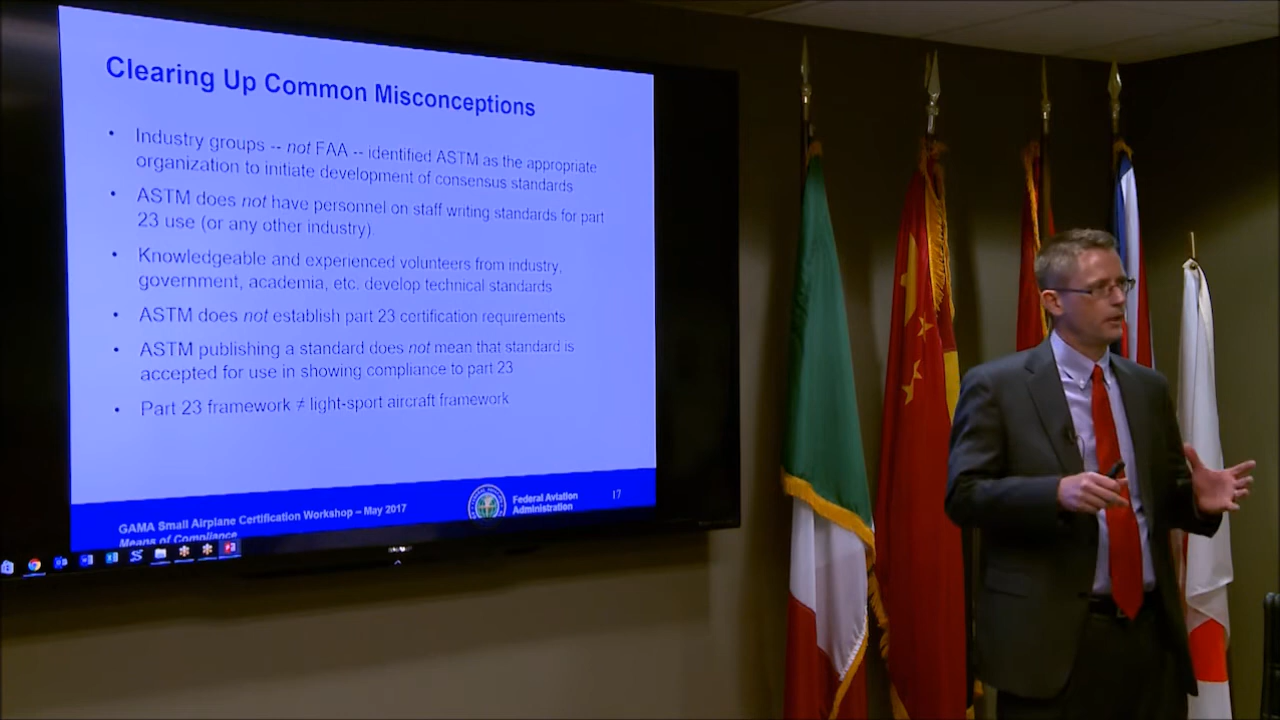 Clearing Up Common Misconceptions
• Industry groups -- not FAA -- identified ASTM as the appropriate
organization to initiate development of consensus standards
• ASTM does not have personnel on staff writing standards for part
23 use (or any other industry)
• Knowledgeable and experienced volunteers from industry,
government, academia, etc. develop technical standards
• ASTM does not establish part 23 certification requirements
• ASTM publishing a standard does not mean that standard is
accepted for use in showing compliance to part 23
• Part 23 framework ≠ light-sport aircraft framework
GAMA Small Airplane Certification Workshop – May 2017
Means of Compliance
Federal Aviation
Administration
17